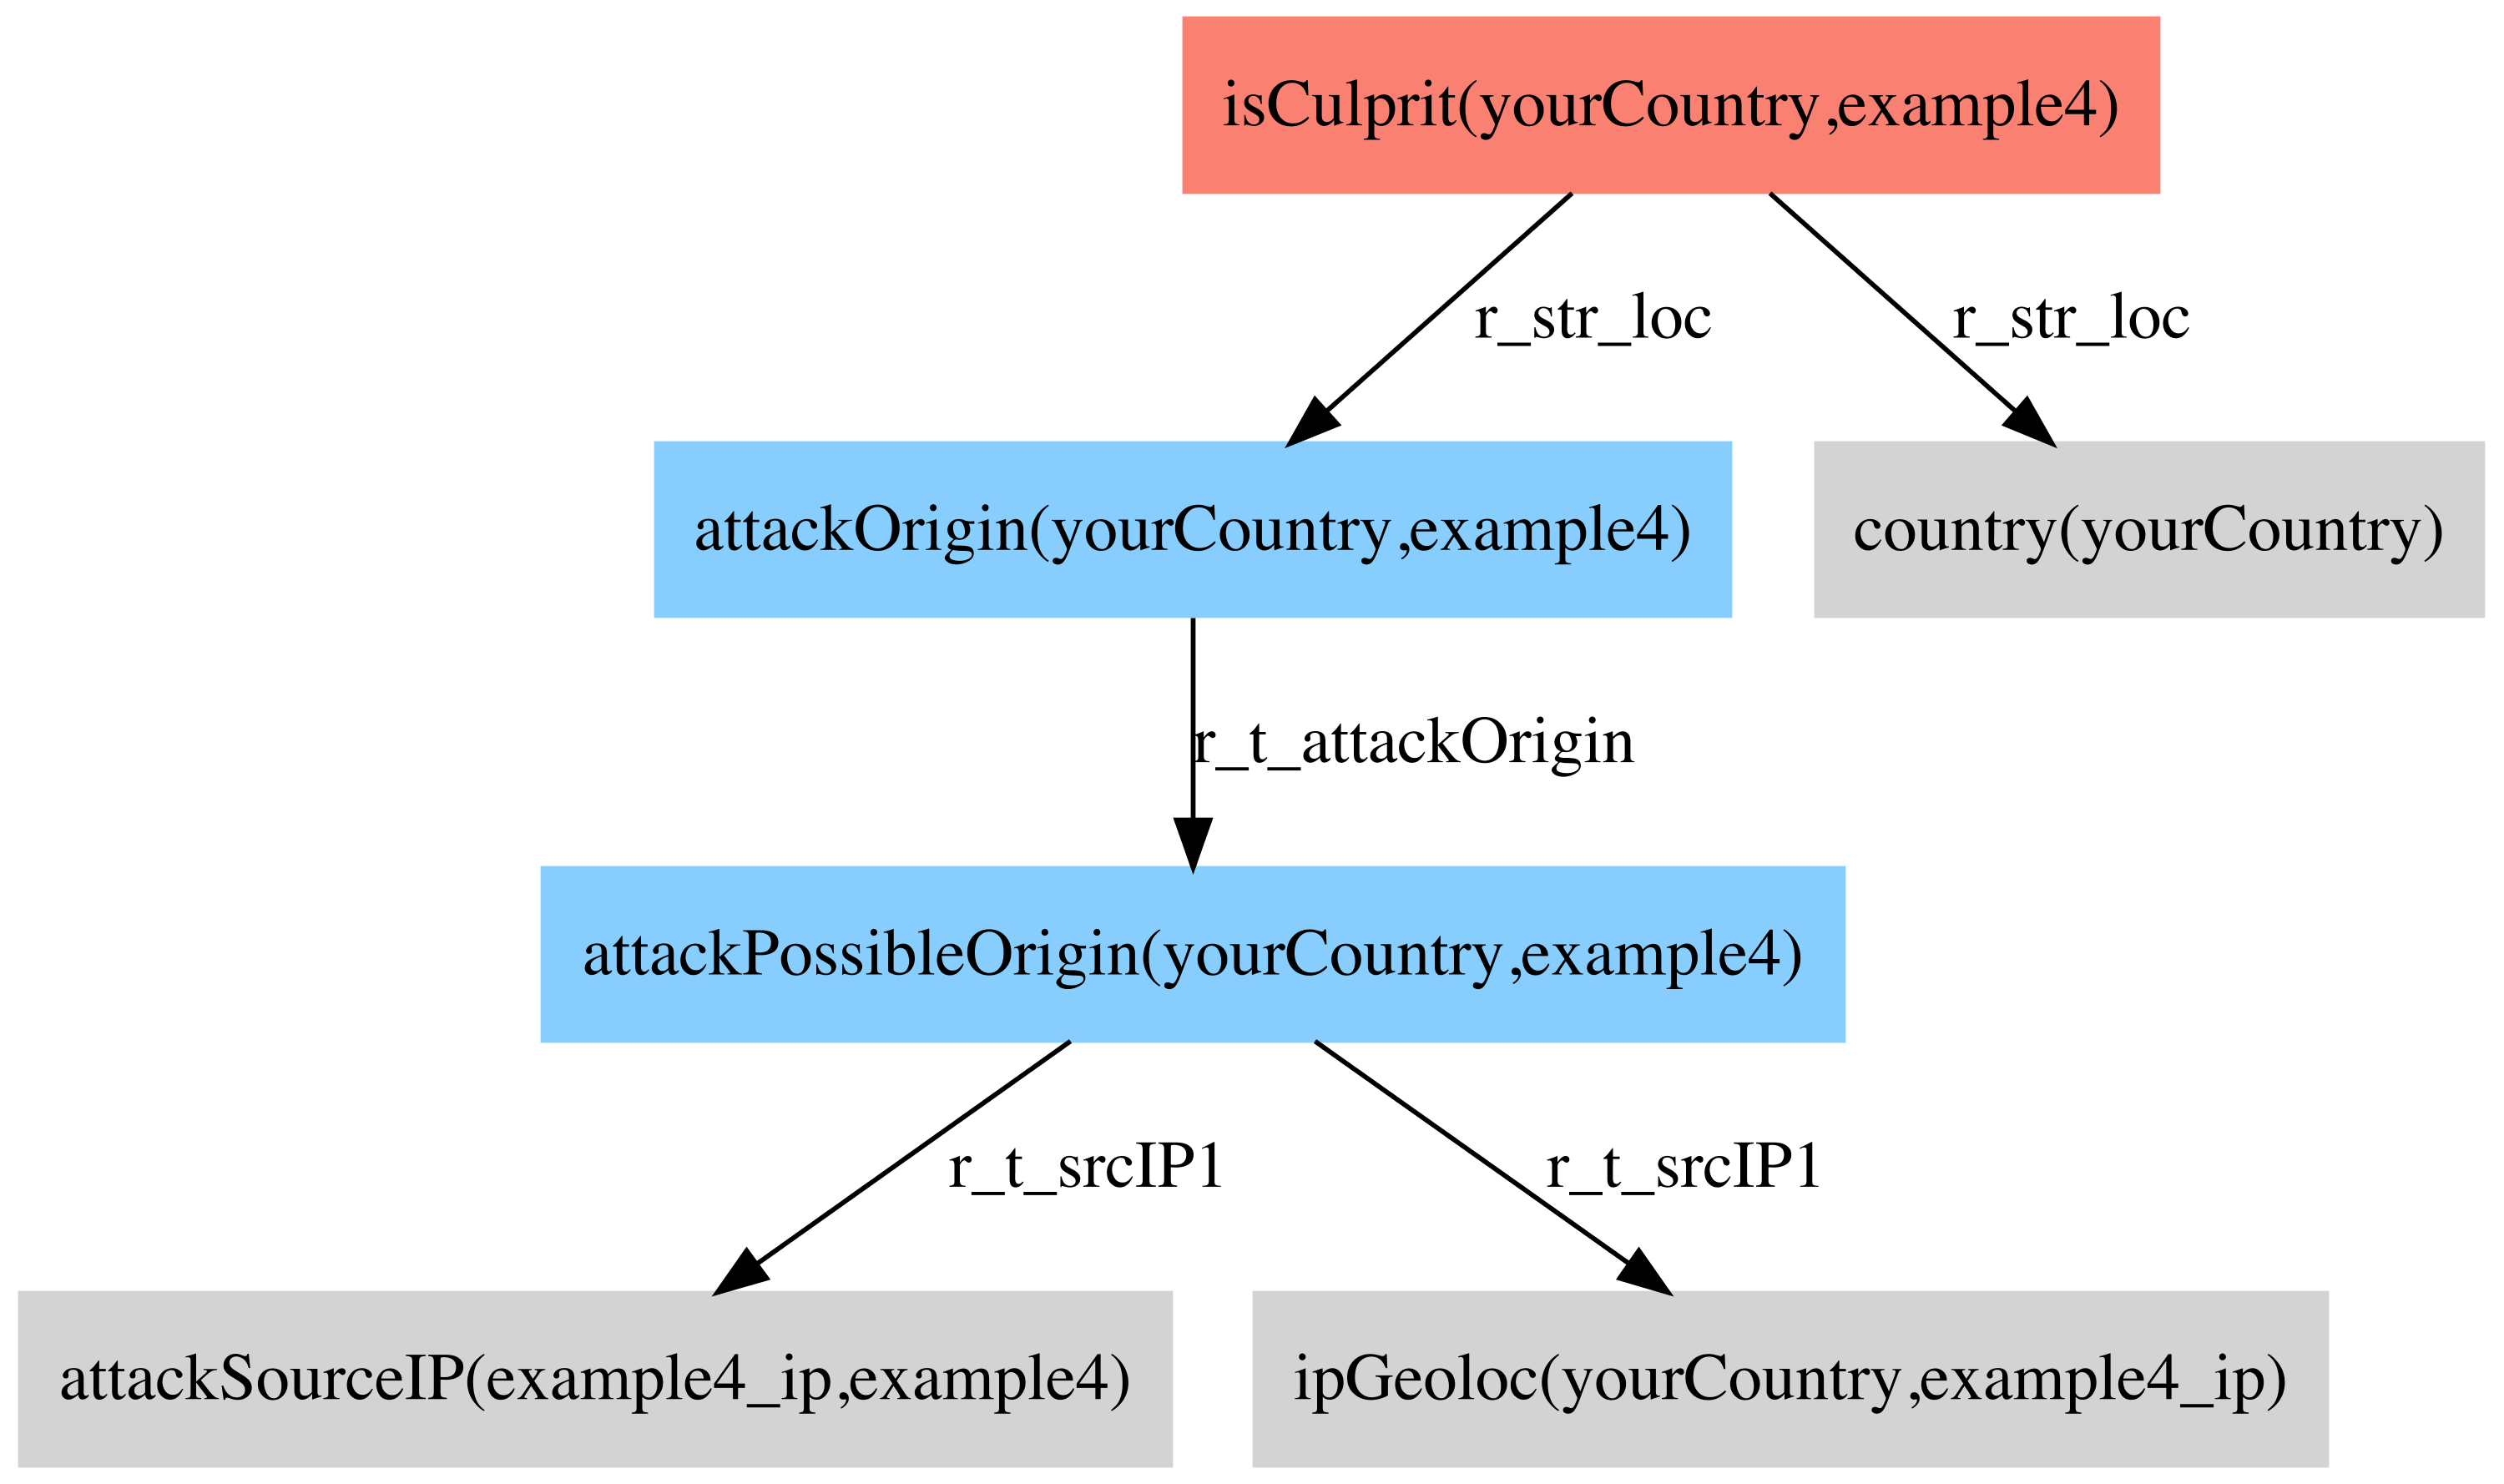 isCulprit(yourCountry,example4)
r_str_loc
r_str_loc
attackOrigin(yourCountry,example4)
country(yourCountry)
r_t_attackOrigin
attackPossibleOrigin(yourCountry,example4)
r_t_srcIP1
r_t_srcIP1
attackSourceIP(example4_ip,example4)
ipGeoloc(yourCountry,example4_ip)